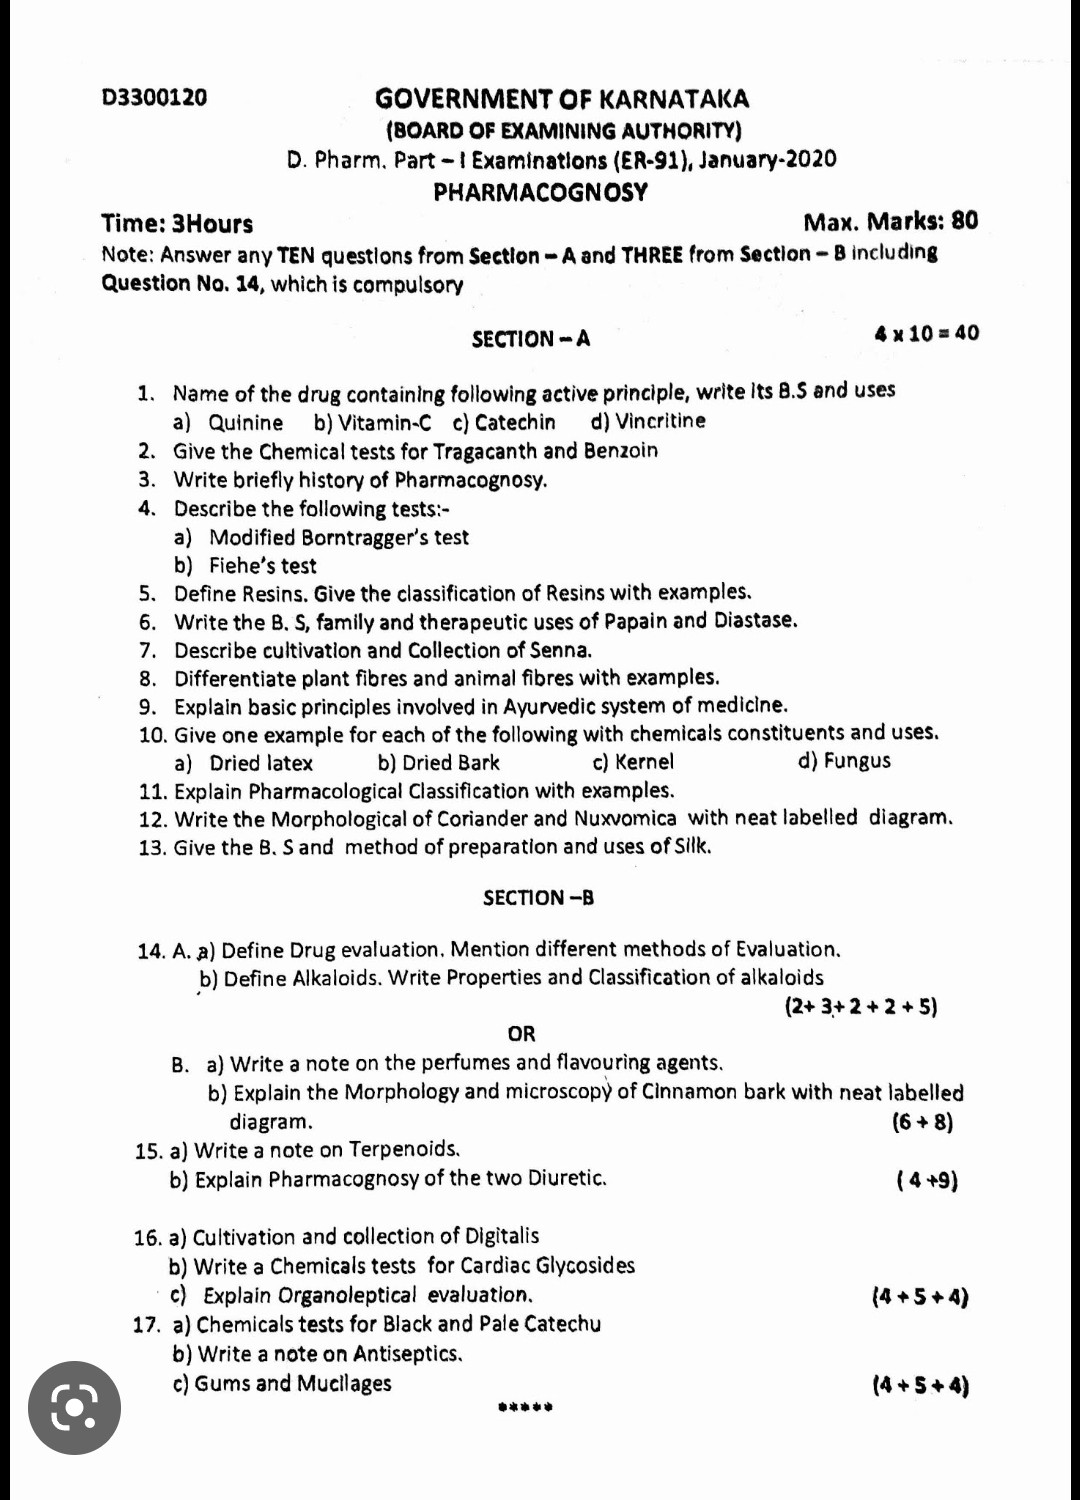 D3300120
GOVERNMENT OF KARNATAKA
(BOARD OF EXAMINING AUTHORITY)
D. Pharm. Part – I Examinations (ER-91), January-2020
PHARMACOGNOSY
Time: 3Hours Max. Marks: 80
Note: Answer any TEN questions from Section – A and THREE from Section – B including
Question No. 14, which is compulsory
SECTION – A 4 x 10 = 40
1. Name of the drug containing following active principle, write its B.S and uses
a) Quinine b) Vitamin-C c) Catechin d) Vincritine
2. Give the Chemical tests for Tragacanth and Benzoin
3. Write briefly history of Pharmacognosy.
4. Describe the following tests:-
a) Modified Borntragger's test
b) Fiehe's test
5. Define Resins. Give the classification of Resins with examples.
6. Write the B. S, family and therapeutic uses of Papain and Diastase.
7. Describe cultivation and Collection of Senna.
8. Differentiate plant fibres and animal fibres with examples.
9. Explain basic principles involved in Ayurvedic system of medicine.
10. Give one example for each of the following with chemicals constituents and uses.
a) Dried latex b) Dried Bark c) Kernel d) Fungus
11. Explain Pharmacological Classification with examples.
12. Write the Morphological of Coriander and Nuxvomica with neat labelled diagram.
13. Give the B. S and method of preparation and uses of Silk.
SECTION –B
14. A. a) Define Drug evaluation. Mention different methods of Evaluation.
b) Define Alkaloids. Write Properties and Classification of alkaloids
(2+ 3+ 2 + 2 + 5)
OR
B. a) Write a note on the perfumes and flavouring agents.
b) Explain the Morphology and microscopy of Cinnamon bark with neat labelled
diagram. (6 + 8)
15. a) Write a note on Terpenoids.
b) Explain Pharmacognosy of the two Diuretic. ( 4 +9)
16. a) Cultivation and collection of Digitalis
b) Write a Chemicals tests for Cardiac Glycosides
c) Explain Organoleptical evaluation. (4 + 5 + 4)
17. a) Chemicals tests for Black and Pale Catechu
b) Write a note on Antiseptics.
c) Gums and Mucilages (4 + 5 + 4)
*****